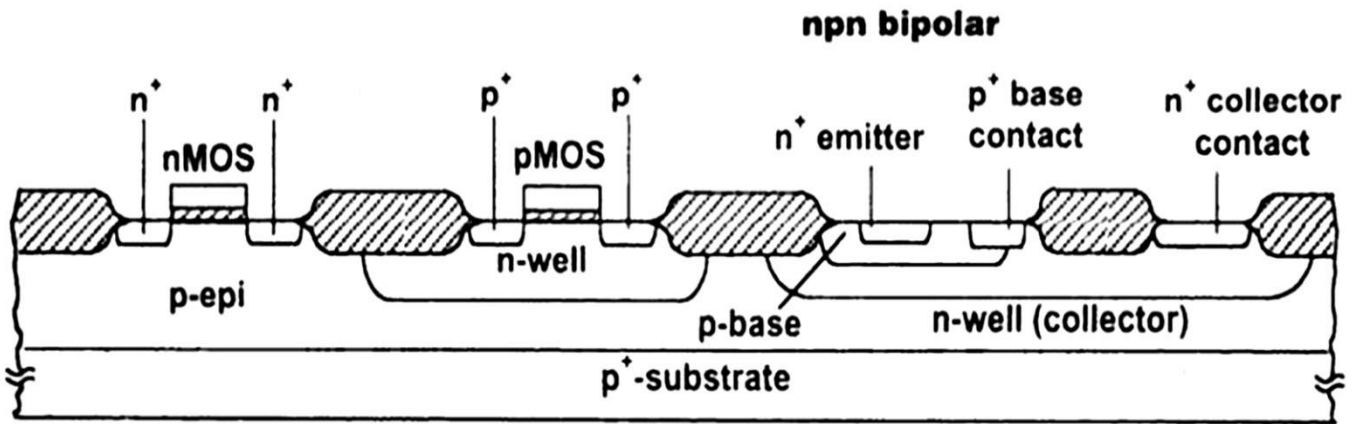 npn bipolar
n⁺
n⁺
p⁺
p⁺
p⁺ base
contact
n⁺ collector
contact
n⁺ emitter
nMOS
pMOS
n-well
p-epi
p-base
n-well (collector)
p⁺-substrate